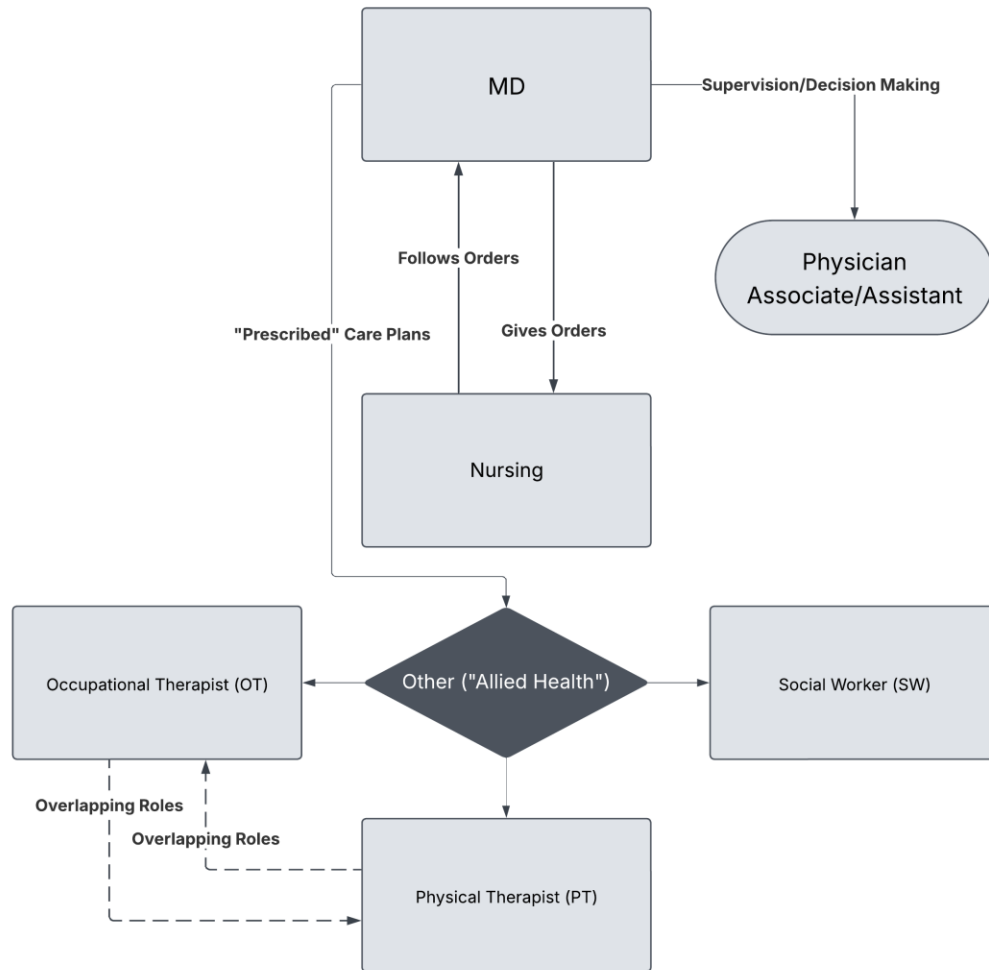 MD
Supervision/Decision Making
Physician
Associate/Assistant
Follows Orders
"Prescribed" Care Plans
Gives Orders
Nursing
Occupational Therapist (OT)
Other ("Allied Health")
Social Worker (SW)
Overlapping Roles
Overlapping Roles
Physical Therapist (PT)